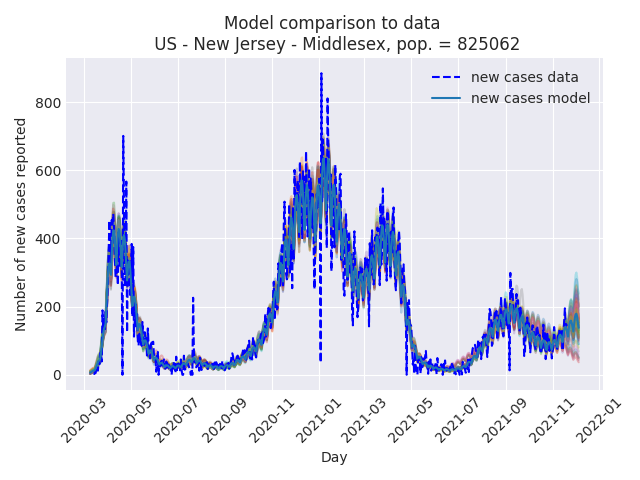 Model comparison to data
US - New Jersey - Middlesex, pop. = 825062
new cases data
new cases model
Number of new cases reported
800
600
400
200
0
2020-03
2020-05
2020-07
2020-09
2020-11
2021-01
2021-03
2021-05
2021-07
2021-09
2021-11
2022-01
Day